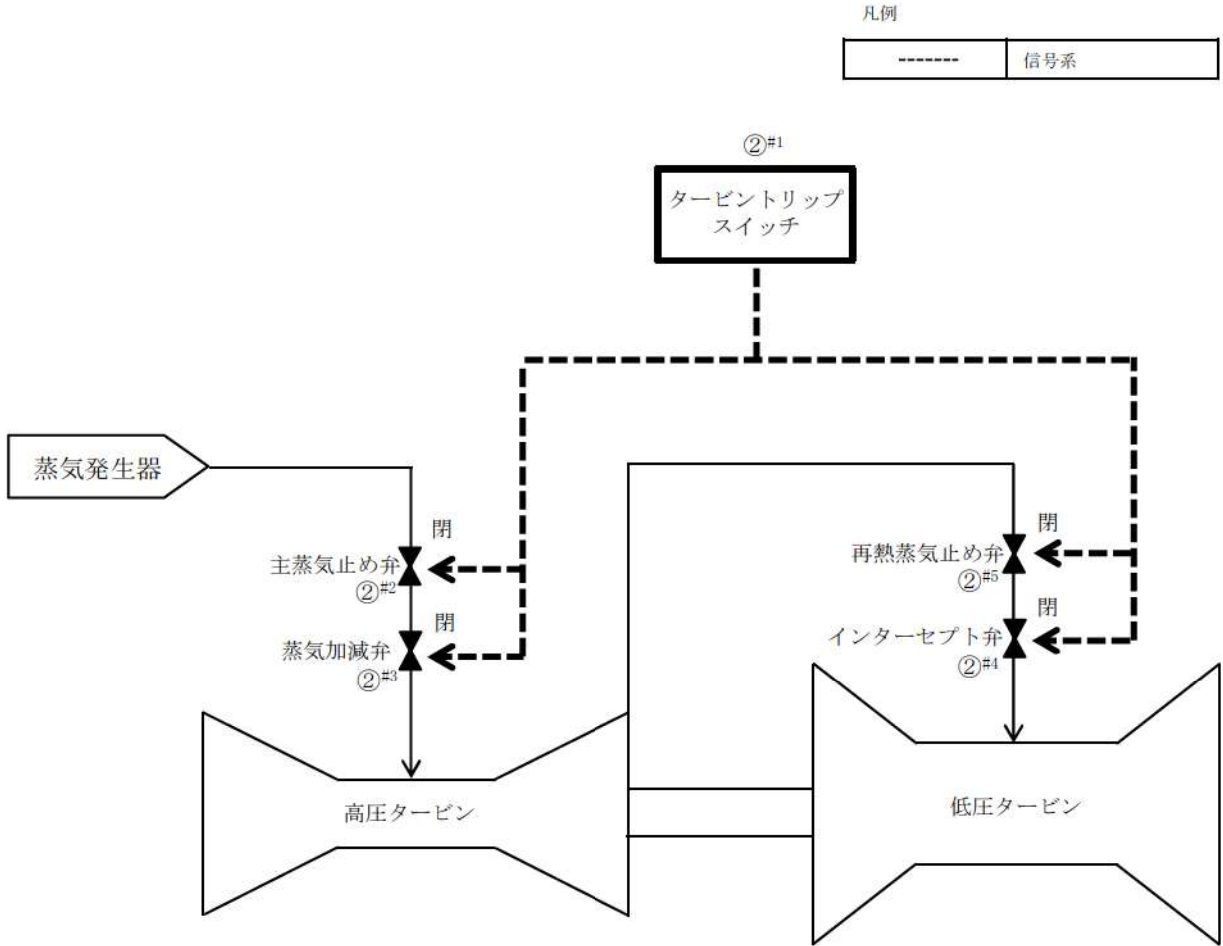 凡例
信号系
②#1
タービントリップ
スイッチ
蒸気発生器
閉
主蒸気止め弁
②#2
閉
蒸気加減弁
②#3
閉
再熱蒸気止め弁
②#5
閉
インターセプト弁
②#4
高圧タービン
低圧タービン